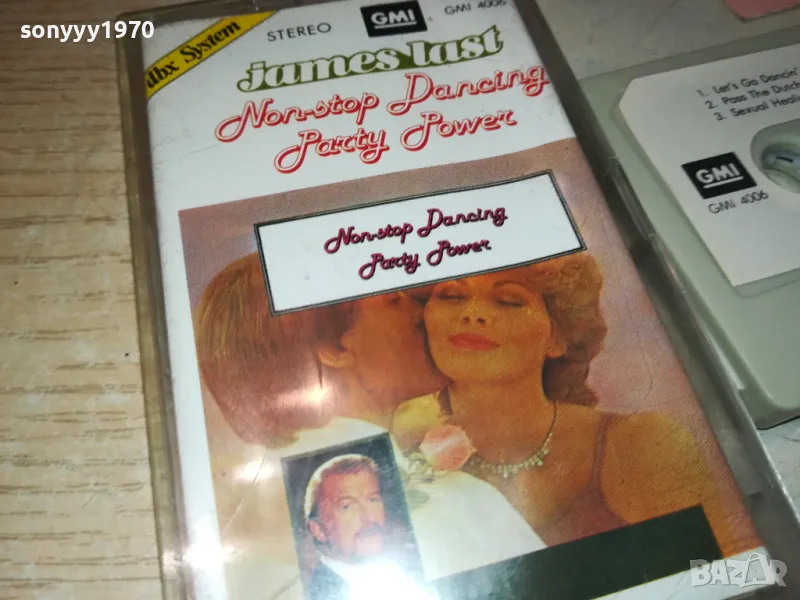 sonyyy1970
dbx System
STEREO
GMI
GMI 4006
james last
Non-stop Dancing
Party Power
Non-stop Dancing
Party Power
1. Let's Go Dancin'
2. Pass The Dutch
3. Sexual Heali
GMI
GMI 4006
BAZAR